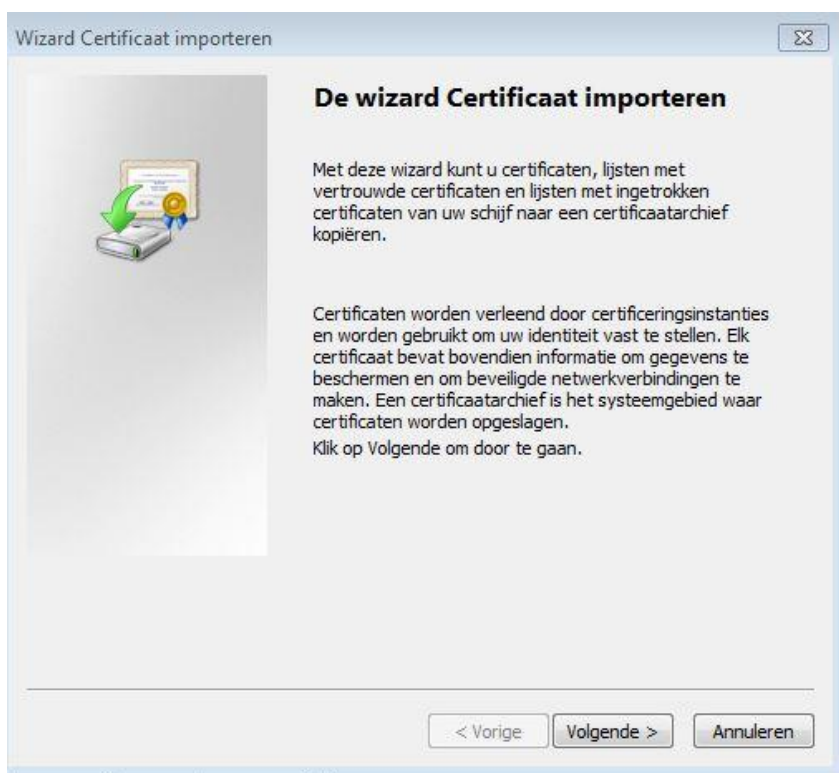 Wizard Certificaat importeren
De wizard Certificaat importeren
Met deze wizard kunt u certificaten, lijsten met
vertrouwde certificaten en lijsten met ingetrokken
certificaten van uw schijf naar een certificaatarchief
kopiëren.
Certificaten worden verleend door certificeringsinstanties
en worden gebruikt om uw identiteit vast te stellen. Elk
certificaat bevat bovendien informatie om gegevens te
beschermen en om beveiligde netwerkverbindingen te
maken. Een certificaatarchief is het systeemgebied waar
certificaten worden opgeslagen.
Klik op Volgende om door te gaan.
< Vorige
Volgende >
Annuleren